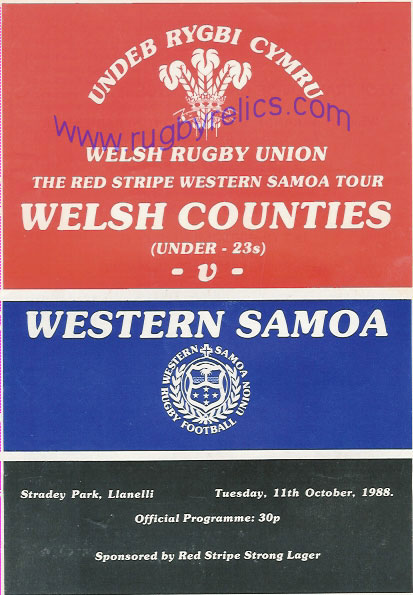 UNDEB RYGBI CYMRU
www.rugbyrelics.com
WELSH RUGBY UNION
THE RED STRIPE WESTERN SAMOA TOUR
WELSH COUNTIES
(UNDER - 23s)
- v -
WESTERN SAMOA
WESTERN SAMOA
RUGBY FOOTBALL UNION
Stradey Park, Llanelli Tuesday, 11th October, 1988.
Official Programme: 30p
Sponsored by Red Stripe Strong Lager